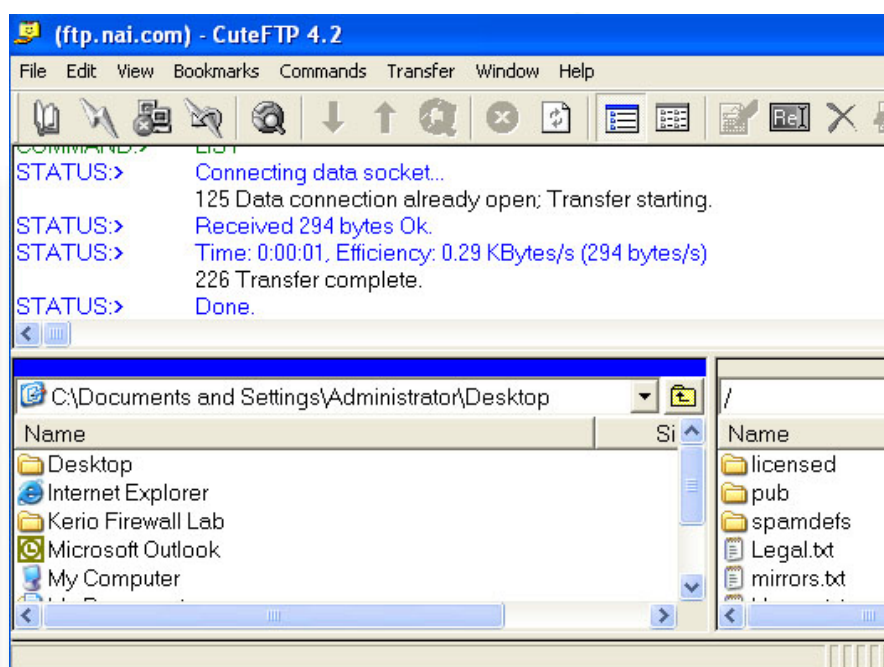 (ftp.nai.com) - CuteFTP 4.2
File Edit View Bookmarks Commands Transfer Window Help
COMMAND:> LIST
STATUS:> Connecting data socket...
125 Data connection already open; Transfer starting.
STATUS:> Received 294 bytes Ok.
STATUS:> Time: 0:00:01, Efficiency: 0.29 KBytes/s (294 bytes/s)
226 Transfer complete.
STATUS:> Done.
C:\Documents and Settings\Administrator\Desktop
Name Si
Desktop
Internet Explorer
Kerio Firewall Lab
Microsoft Outlook
My Computer
/
Name
licensed
pub
spamdefs
Legal.txt
mirrors.txt